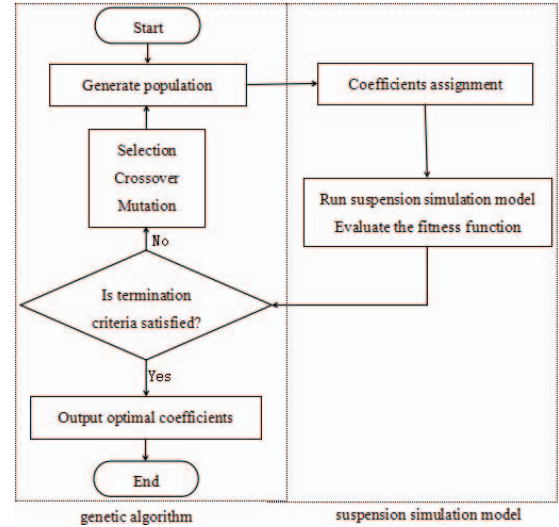 Start
Generate population
Coefficients assignment
Selection
Crossover
Mutation
Run suspension simulation model
Evaluate the fitness function
No
Is termination
criteria satisfied?
Yes
Output optimal coefficients
End
genetic algorithm
suspension simulation model